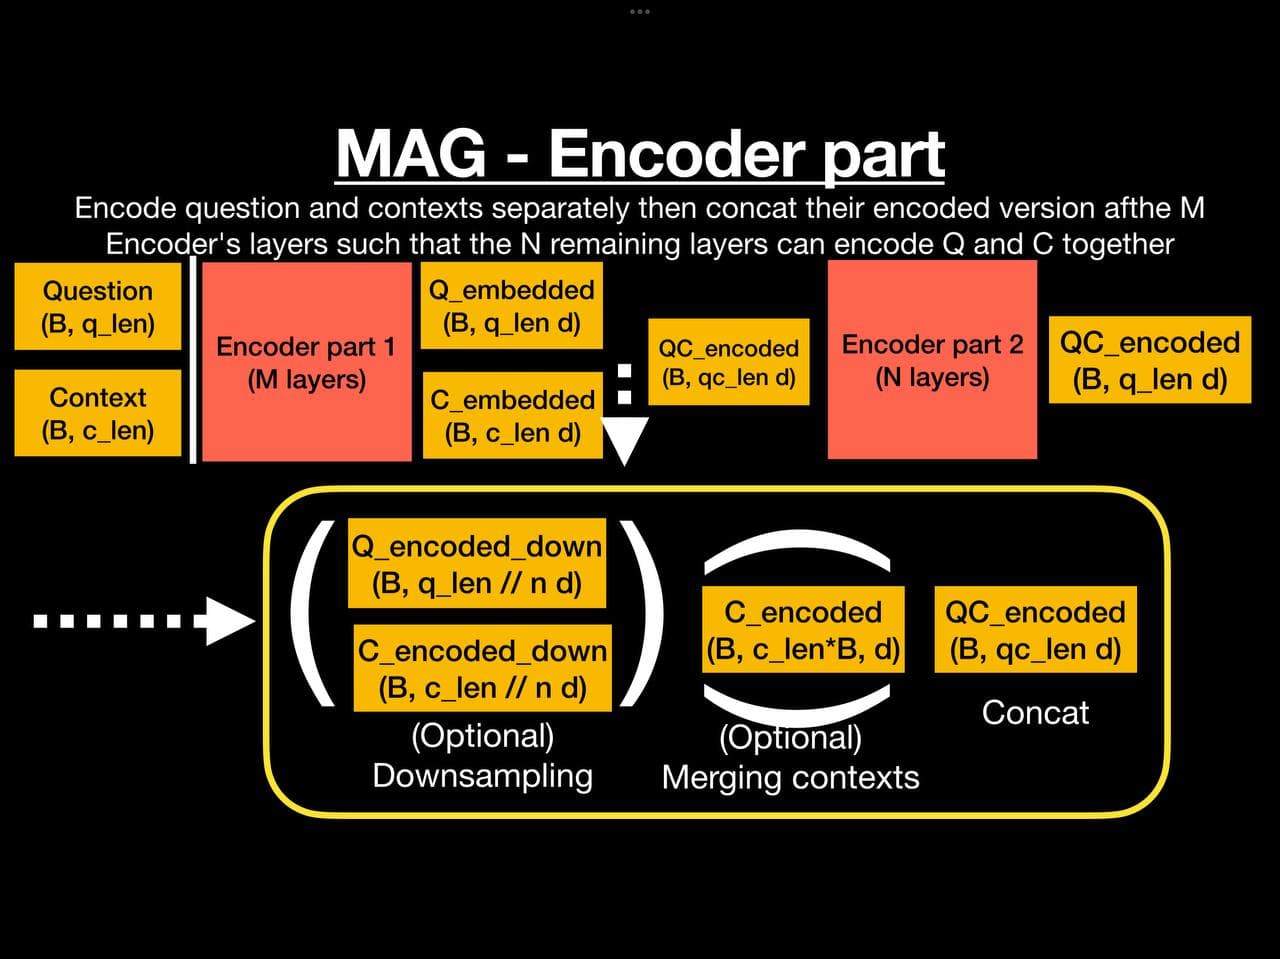 MAG - Encoder part
Encode question and contexts separately then concat their encoded version afthe M
Encoder's layers such that the N remaining layers can encode Q and C together
Question
(B, q_len)
Context
(B, c_len)
Encoder part 1
(M layers)
Q_embedded
(B, q_len d)
C_embedded
(B, c_len d)
QC_encoded
(B, qc_len d)
Encoder part 2
(N layers)
QC_encoded
(B, q_len d)
Q_encoded_down
(B, q_len // n d)
C_encoded_down
(B, c_len // n d)
(Optional)
Downsampling
C_encoded
(B, c_len*B, d)
(Optional)
Merging contexts
QC_encoded
(B, qc_len d)
Concat